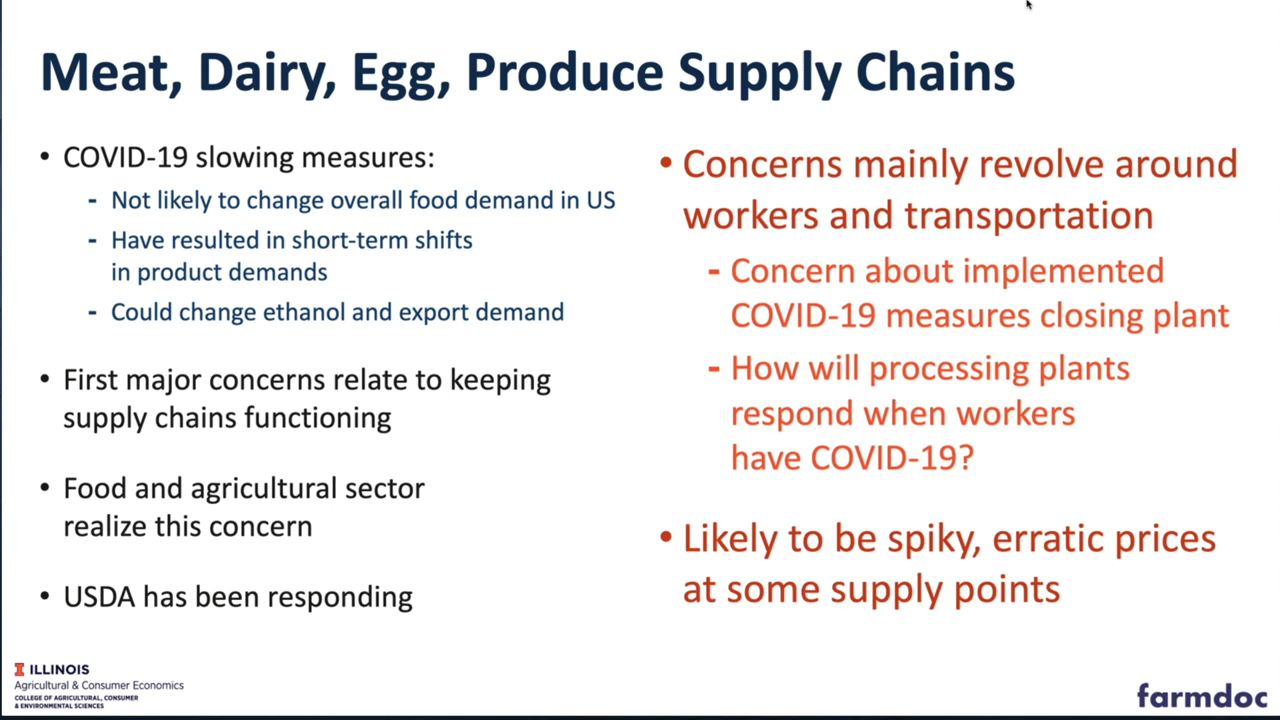 Meat, Dairy, Egg, Produce Supply Chains
• COVID-19 slowing measures:
- Not likely to change overall food demand in US
- Have resulted in short-term shifts
in product demands
- Could change ethanol and export demand
• First major concerns relate to keeping
supply chains functioning
• Food and agricultural sector
realize this concern
• USDA has been responding
• Concerns mainly revolve around
workers and transportation
- Concern about implemented
COVID-19 measures closing plant
- How will processing plants
respond when workers
have COVID-19?
• Likely to be spiky, erratic prices
at some supply points
I ILLINOIS
Agricultural & Consumer Economics
COLLEGE OF AGRICULTURAL, CONSUMER
& ENVIRONMENTAL SCIENCES
farmdoc